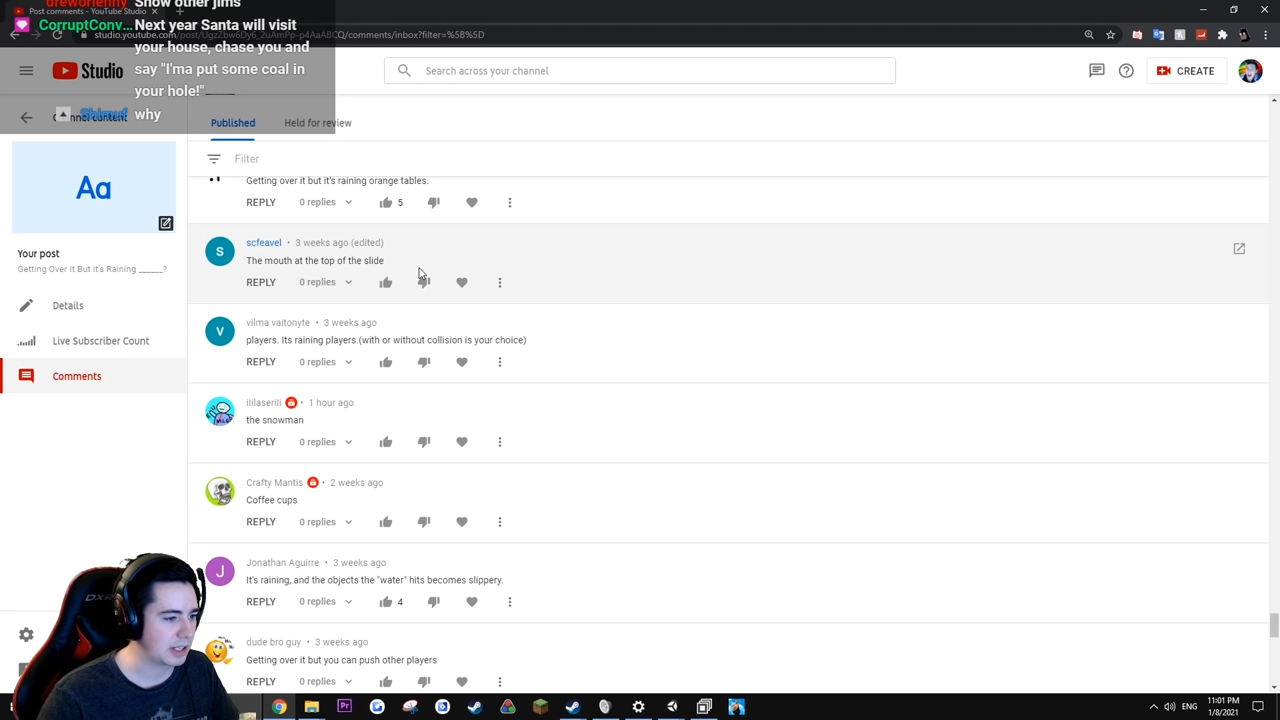 dreworienny Show other jims
CorruptConv… Next year Santa will visit
your house, chase you and
say "I'ma put some coal in
your hole!"
why
Post comments - YouTube Studio
Studio
Search across your channel
CREATE
Channel content
Published
Held for review
Filter
Aa
Your post
Getting Over It But it's Raining ______?
Details
Live Subscriber Count
Comments
Getting over it but it's raining orange tables.
REPLY 0 replies 5
S
scfeavel • 3 weeks ago (edited)
The mouth at the top of the slide
REPLY 0 replies
V
vilma vaitonyte • 3 weeks ago
players. Its raining players.(with or without collision is your choice)
REPLY 0 replies
1 hour ago
the snowman
REPLY 0 replies
Crafty Mantis • 2 weeks ago
Coffee cups
REPLY 0 replies
J
Jonathan Aguirre • 3 weeks ago
It's raining, and the objects the "water" hits becomes slippery.
REPLY 0 replies 4
dude bro guy • 3 weeks ago
Getting over it but you can push other players
REPLY 0 replies
DXR
Pr
ENG
11:01 PM
1/8/2021